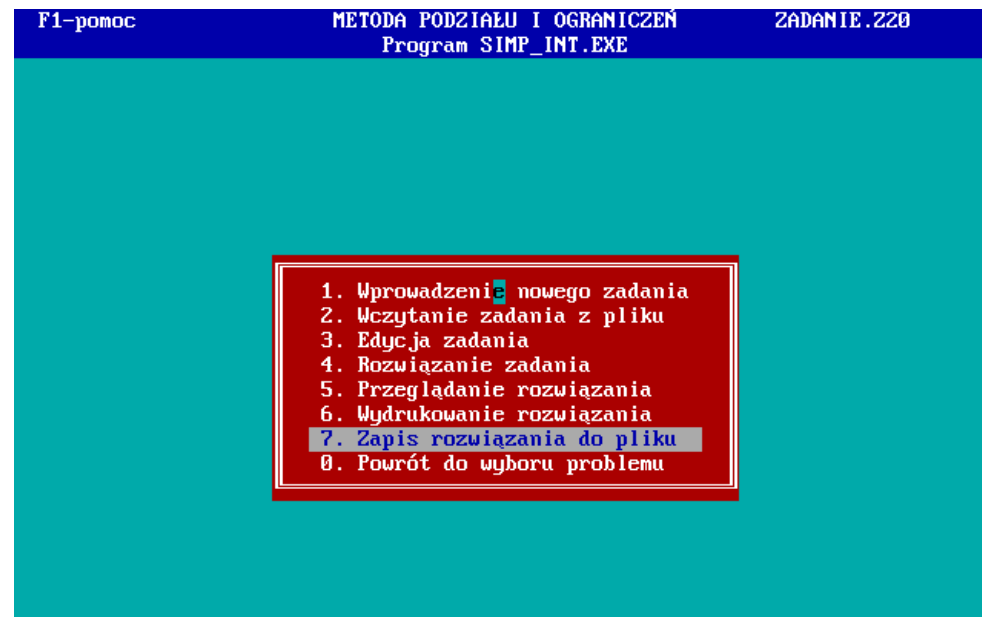 F1-pomoc METODA PODZIAŁU I OGRANICZEŃ ZADANIE.Z20
Program SIMP_INT.EXE
1. Wprowadzenie nowego zadania
2. Wczytanie zadania z pliku
3. Edycja zadania
4. Rozwiązanie zadania
5. Przeglądanie rozwiązania
6. Wydrukowanie rozwiązania
7. Zapis rozwiązania do pliku
0. Powrót do wyboru problemu